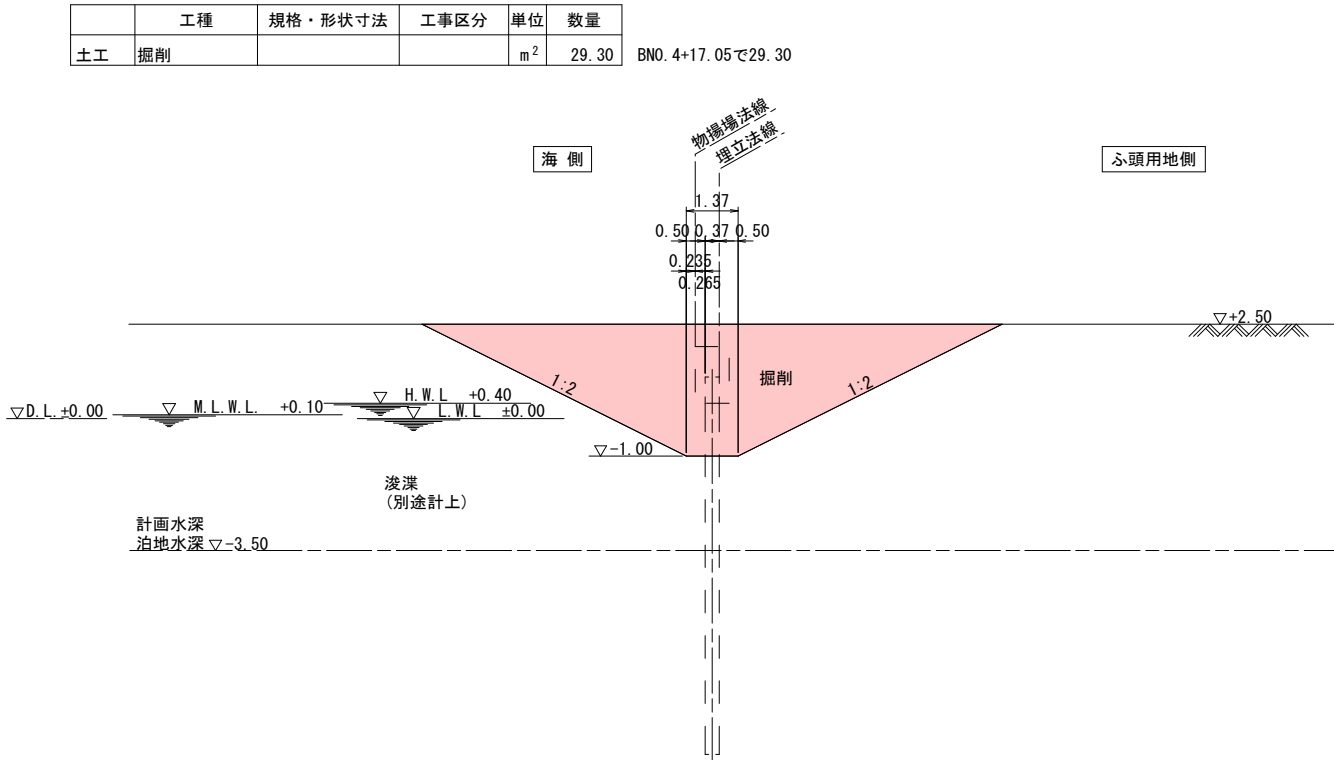 工種 規格・形状寸法 工事区分 単位 数量
土工 掘削 m² 29.30 BNO.4+17.05で29.30
物揚場法線
埋立法線
海 側
ふ頭用地側
1.37
0.50 0.37 0.50
0.235
0.265
▽+2.50
1:2
掘削
1:2
H.W.L +0.40
▽D.L.±0.00
M.L.W.L. +0.10
L.W.L ±0.00
▽-1.00
浚渫
(別途計上)
計画水深
泊地水深▽-3.50